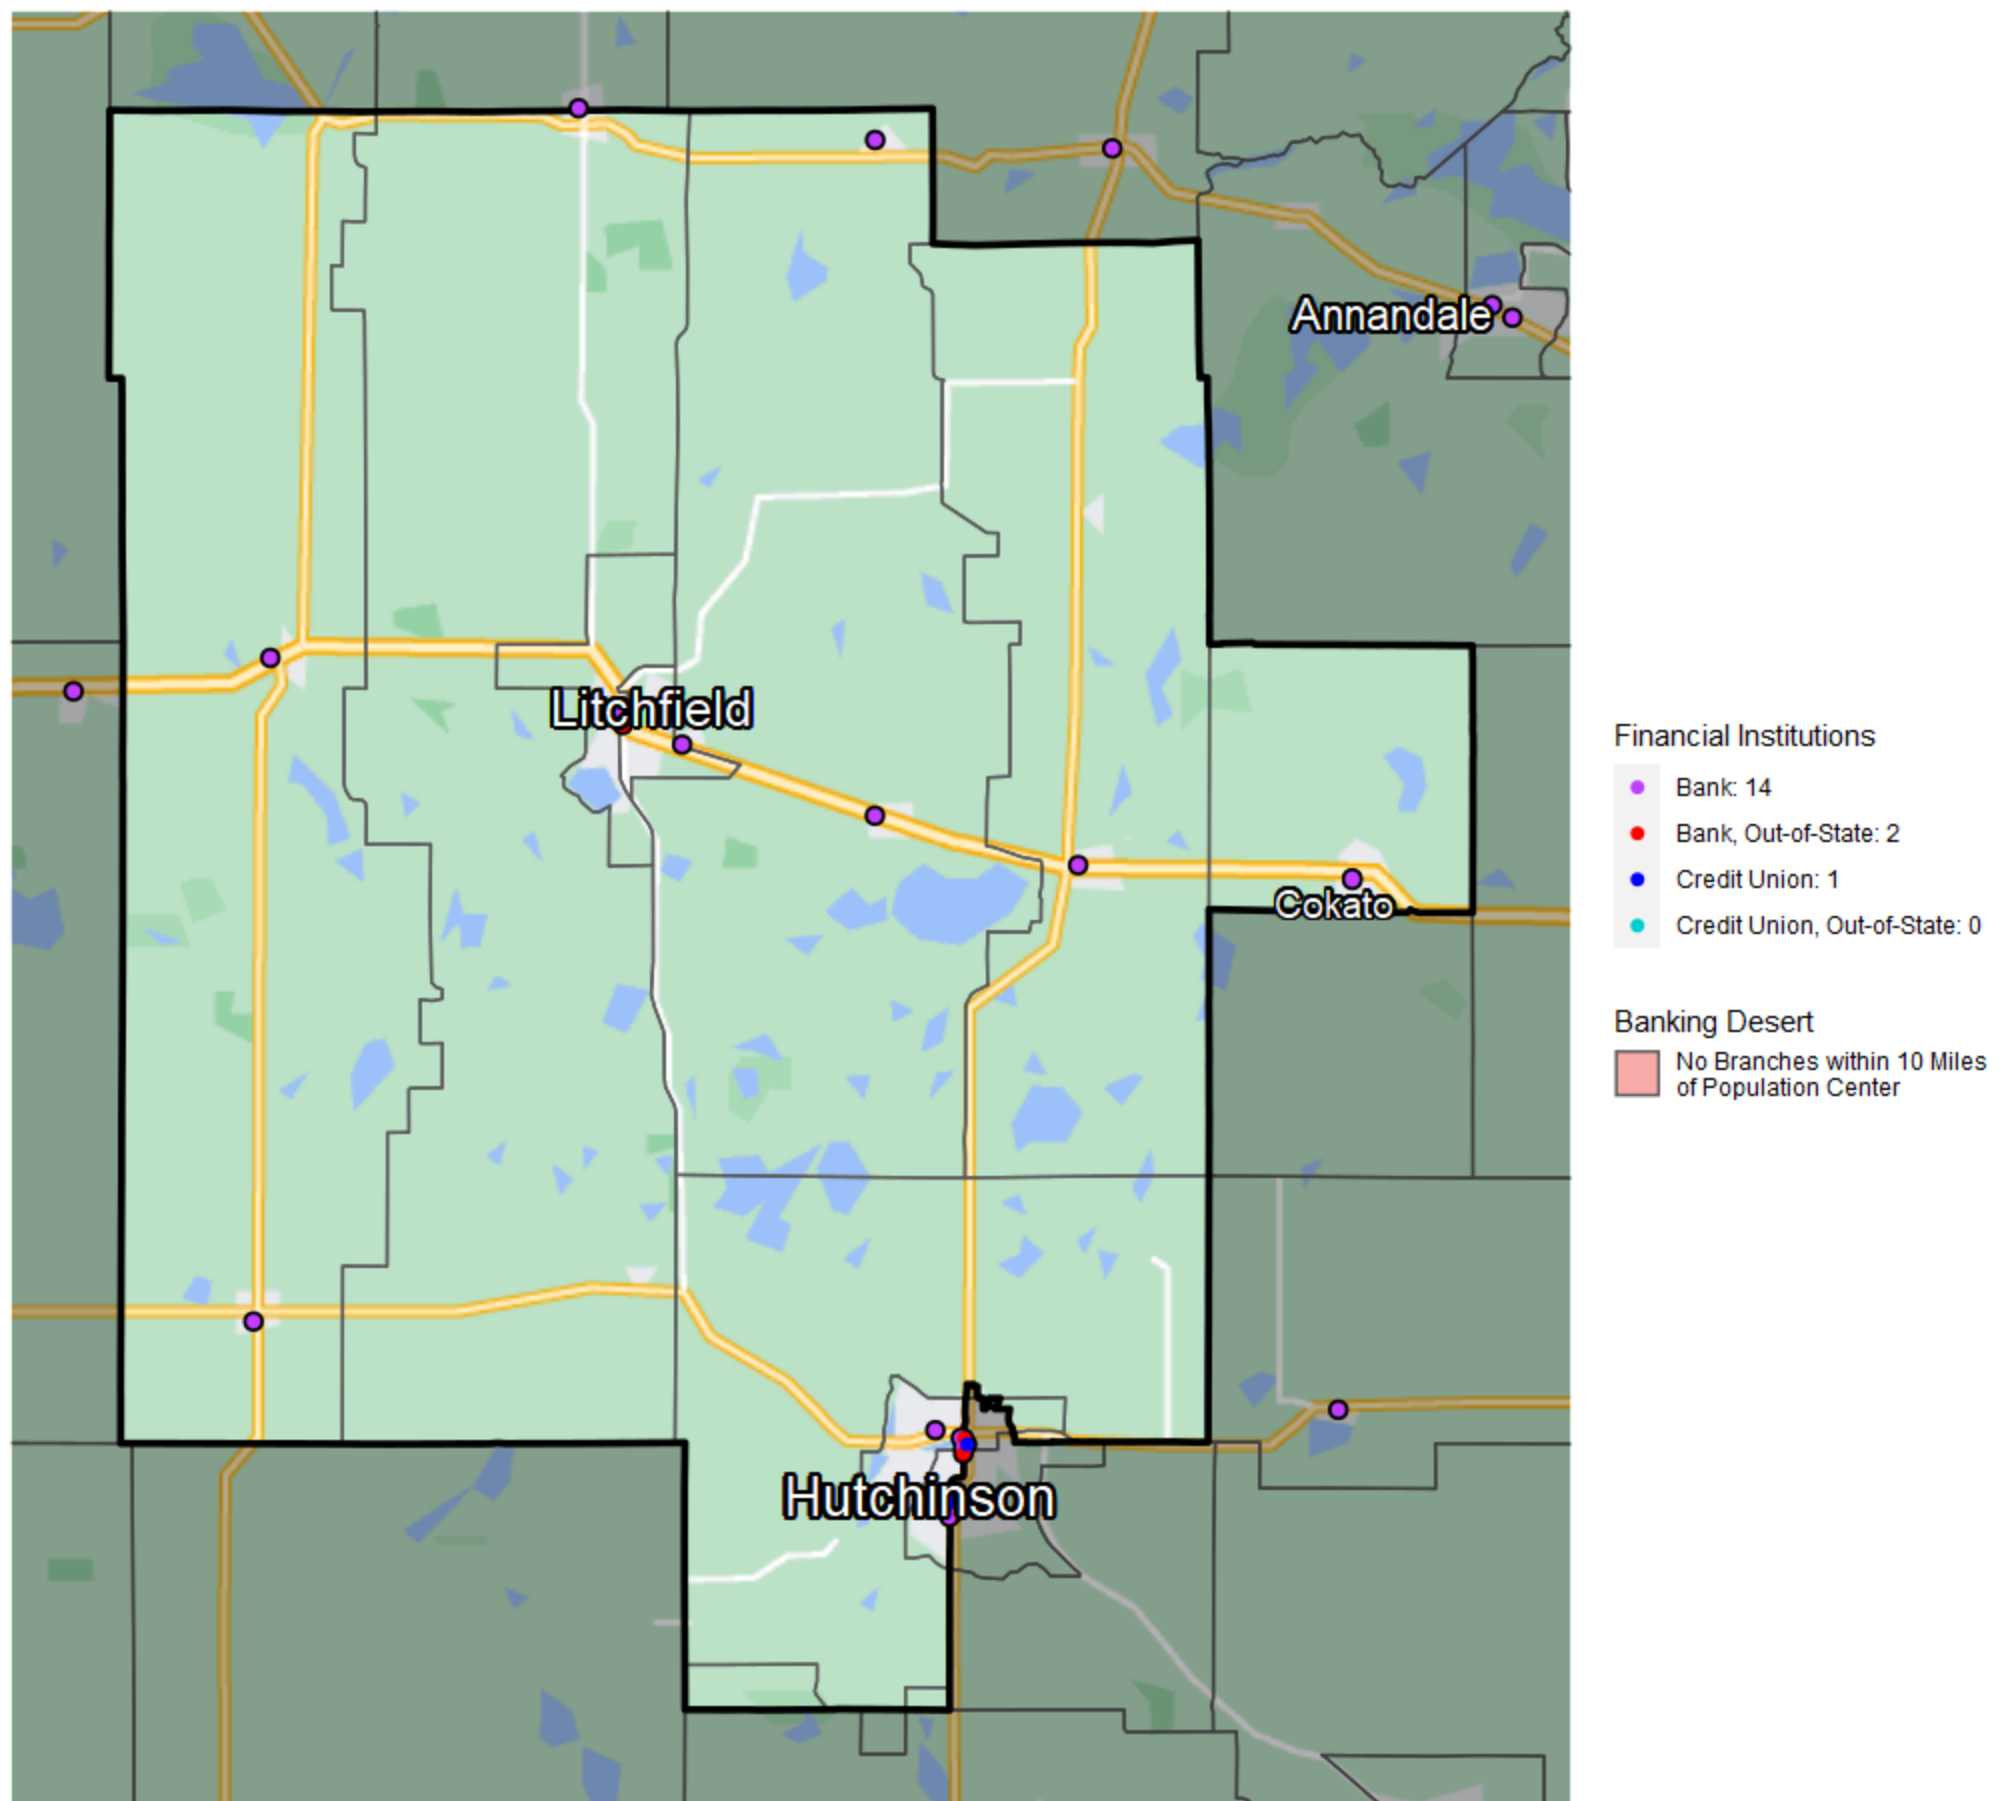 Annandale
Litchfield
Cokato
Hutchinson
Financial Institutions
Bank: 14
Bank, Out-of-State: 2
Credit Union: 1
Credit Union, Out-of-State: 0
Banking Desert
No Branches within 10 Miles
of Population Center